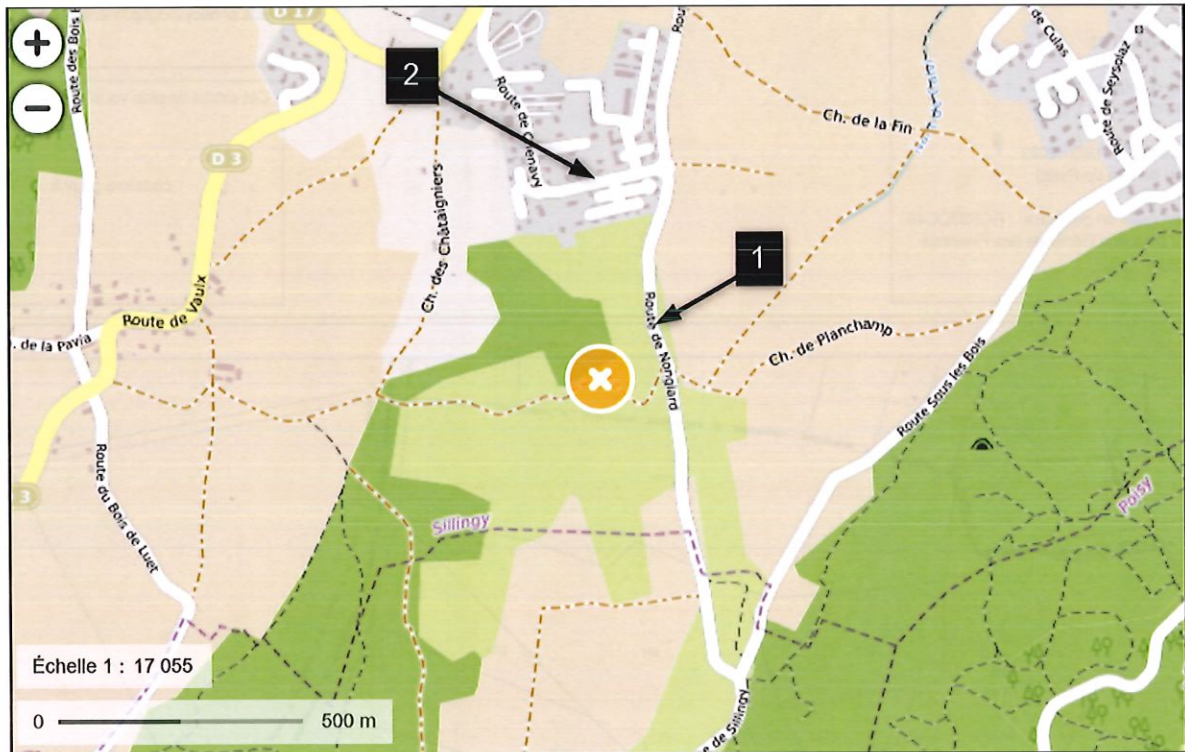 D 17
Route des Bois
2
Route de
de Culas
Route de Seysolaz
Ch. de la Fin
D 3
Ch. des Châtaigniers
1
Route de Vaulx
. de la Pavia
Route de Nonglard
Ch. de Planchamp
Route Sous les Bois
3
Route du Bois de Luet
Sillingy
Poisy
Échelle 1 : 17 055
0 500 m
e de Sillingy